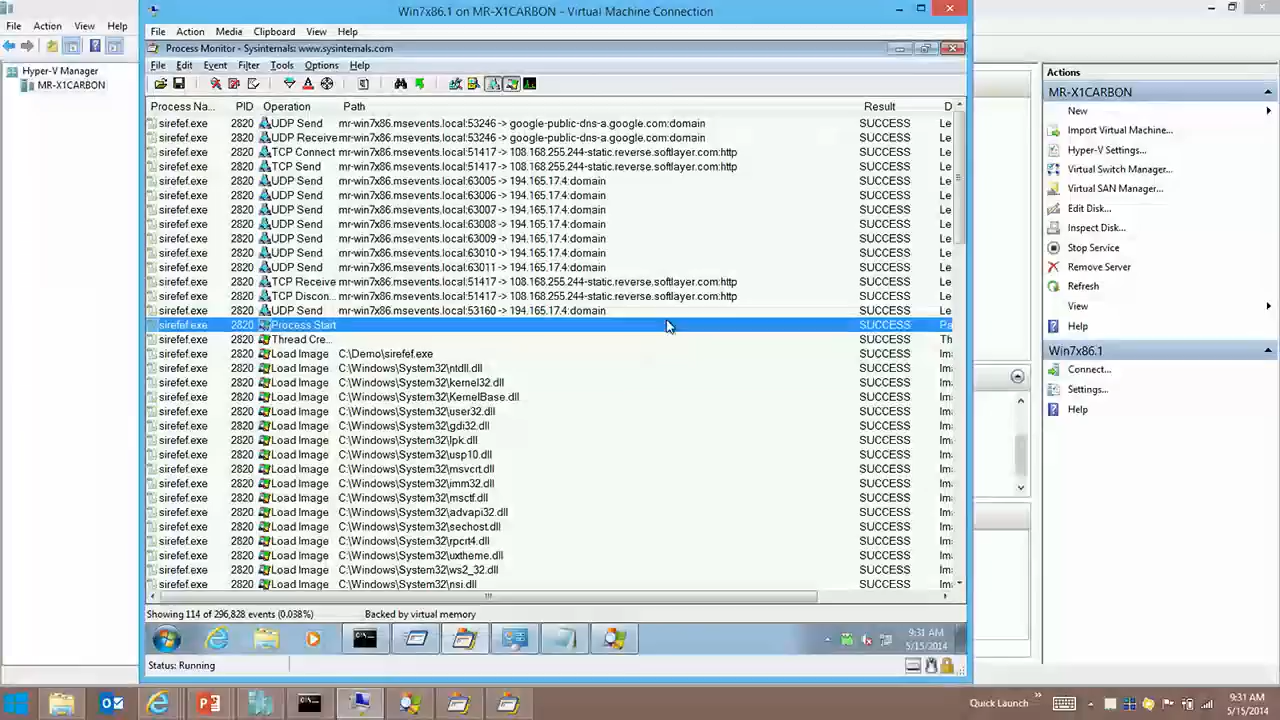 Win7x86.1 on MR-X1CARBON - Virtual Machine Connection
File Action View Help
File Action Media Clipboard View Help
Process Monitor - Sysinternals: www.sysinternals.com
File Edit Event Filter Tools Options Help
Hyper-V Manager
MR-X1CARBON
Process Na... PID Operation Path Result D
sirefef.exe 2820 UDP Send mr-win7x86.msevents.local:53246 -> google-public-dns-a.google.com:domain SUCCESS Le
sirefef.exe 2820 UDP Receive mr-win7x86.msevents.local:53246 -> google-public-dns-a.google.com:domain SUCCESS Le
sirefef.exe 2820 TCP Connect mr-win7x86.msevents.local:51417 -> 108.168.255.244-static.reverse.softlayer.com:http SUCCESS Le
sirefef.exe 2820 TCP Send mr-win7x86.msevents.local:51417 -> 108.168.255.244-static.reverse.softlayer.com:http SUCCESS Le
sirefef.exe 2820 UDP Send mr-win7x86.msevents.local:63005 -> 194.165.17.4:domain SUCCESS Le
sirefef.exe 2820 UDP Send mr-win7x86.msevents.local:63006 -> 194.165.17.4:domain SUCCESS Le
sirefef.exe 2820 UDP Send mr-win7x86.msevents.local:63007 -> 194.165.17.4:domain SUCCESS Le
sirefef.exe 2820 UDP Send mr-win7x86.msevents.local:63008 -> 194.165.17.4:domain SUCCESS Le
sirefef.exe 2820 UDP Send mr-win7x86.msevents.local:63009 -> 194.165.17.4:domain SUCCESS Le
sirefef.exe 2820 UDP Send mr-win7x86.msevents.local:63010 -> 194.165.17.4:domain SUCCESS Le
sirefef.exe 2820 UDP Send mr-win7x86.msevents.local:63011 -> 194.165.17.4:domain SUCCESS Le
sirefef.exe 2820 TCP Receive mr-win7x86.msevents.local:51417 -> 108.168.255.244-static.reverse.softlayer.com:http SUCCESS Le
sirefef.exe 2820 TCP Discon... mr-win7x86.msevents.local:51417 -> 108.168.255.244-static.reverse.softlayer.com:http SUCCESS Le
sirefef.exe 2820 UDP Send mr-win7x86.msevents.local:53160 -> 194.165.17.4:domain SUCCESS Le
sirefef.exe 2820 Process Start SUCCESS Pa
sirefef.exe 2820 Thread Cre... SUCCESS Th
sirefef.exe 2820 Load Image C:\Demo\sirefef.exe SUCCESS Ima
sirefef.exe 2820 Load Image C:\Windows\System32\ntdll.dll SUCCESS Ima
sirefef.exe 2820 Load Image C:\Windows\System32\kernel32.dll SUCCESS Ima
sirefef.exe 2820 Load Image C:\Windows\System32\KernelBase.dll SUCCESS Ima
sirefef.exe 2820 Load Image C:\Windows\System32\user32.dll SUCCESS Ima
sirefef.exe 2820 Load Image C:\Windows\System32\gdi32.dll SUCCESS Ima
sirefef.exe 2820 Load Image C:\Windows\System32\lpk.dll SUCCESS Ima
sirefef.exe 2820 Load Image C:\Windows\System32\usp10.dll SUCCESS Ima
sirefef.exe 2820 Load Image C:\Windows\System32\msvcrt.dll SUCCESS Ima
sirefef.exe 2820 Load Image C:\Windows\System32\imm32.dll SUCCESS Ima
sirefef.exe 2820 Load Image C:\Windows\System32\msctf.dll SUCCESS Ima
sirefef.exe 2820 Load Image C:\Windows\System32\advapi32.dll SUCCESS Ima
sirefef.exe 2820 Load Image C:\Windows\System32\sechost.dll SUCCESS Ima
sirefef.exe 2820 Load Image C:\Windows\System32\rpcrt4.dll SUCCESS Ima
sirefef.exe 2820 Load Image C:\Windows\System32\uxtheme.dll SUCCESS Ima
sirefef.exe 2820 Load Image C:\Windows\System32\ws2_32.dll SUCCESS Ima
sirefef.exe 2820 Load Image C:\Windows\System32\nsi.dll SUCCESS Ima
Showing 114 of 296,828 events (0.038%) Backed by virtual memory
9:31 AM
5/15/2014
Status: Running
Actions
MR-X1CARBON
New
Import Virtual Machine...
Hyper-V Settings...
Virtual Switch Manager...
Virtual SAN Manager...
Edit Disk...
Inspect Disk...
Stop Service
Remove Server
Refresh
View
Help
Win7x86.1
Connect...
Settings...
Help
Quick Launch
9:31 AM
5/15/2014